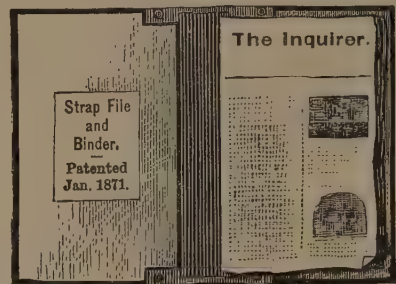 Strap File
and
Binder.
Patented
Jan. 1871.
The Inquirer.